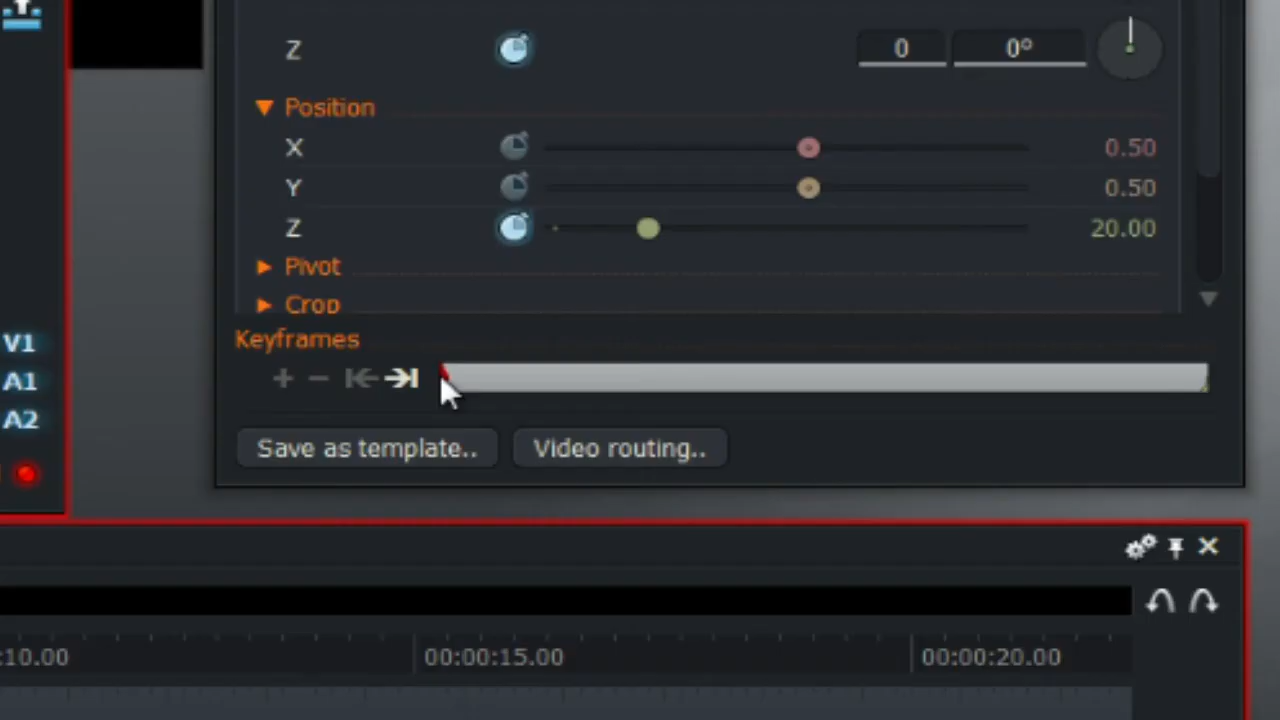 Z 0 0°
Position
X 0.50
Y 0.50
Z 20.00
Pivot
Crop
Keyframes
V1
A1
A2
Save as template.. Video routing..
:10.00 00:00:15.00 00:00:20.00